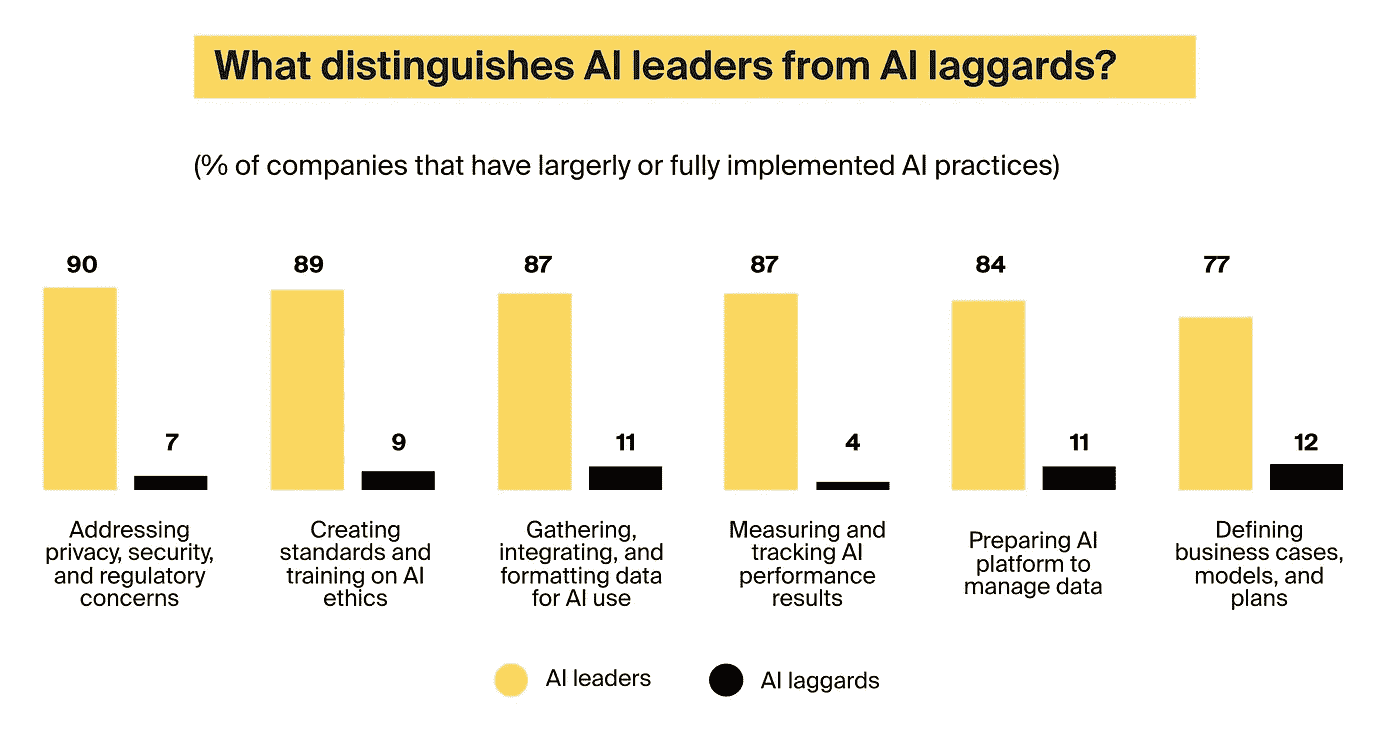 What distinguishes AI leaders from AI laggards?
(% of companies that have largerly or fully implemented AI practices)
90
7
89
9
87
11
87
4
84
11
77
12
Addressing
privacy, security,
and regulatory
concerns
Creating
standards and
training on AI
ethics
Gathering,
integrating, and
formatting data
for AI use
Measuring and
tracking AI
performance
results
Preparing AI
platform to
manage data
Defining
business cases,
models, and
plans
AI leaders
AI laggards